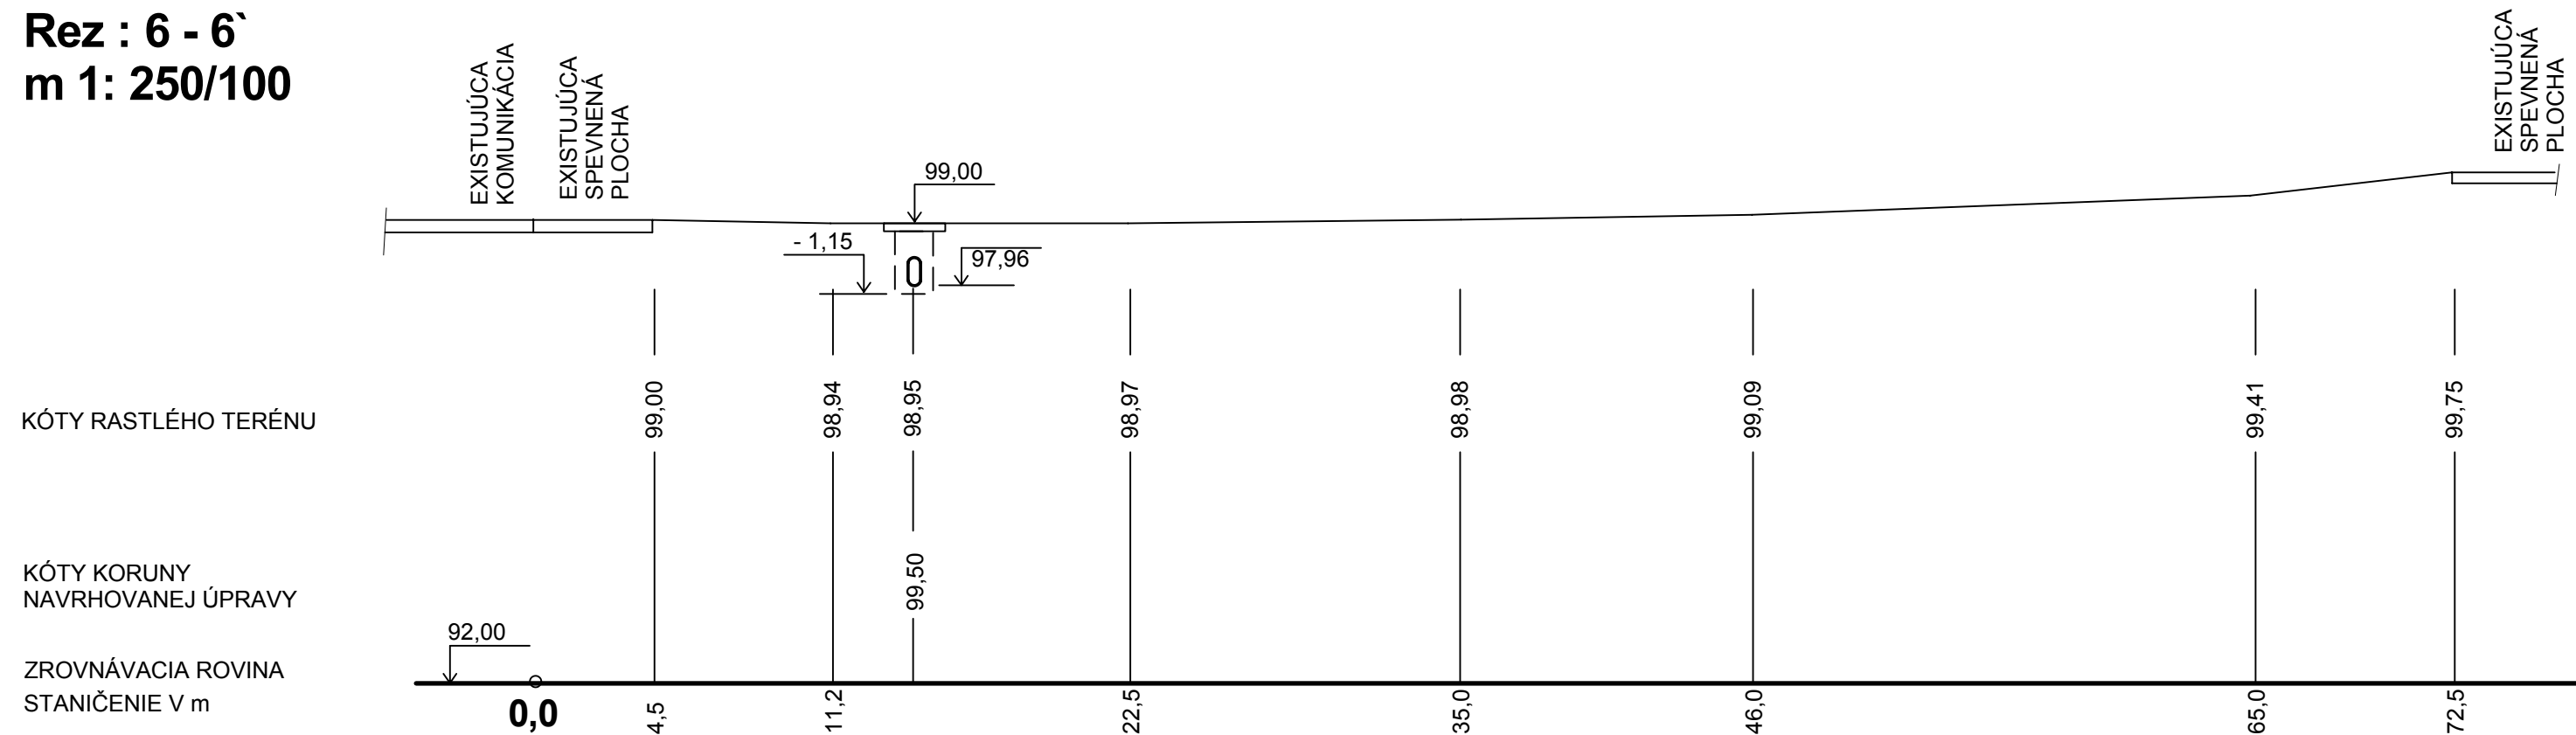 Rez : 6 - 6`
m 1: 250/100
EXISTUJÚCA
KOMUNIKÁCIA
EXISTUJÚCA
SPEVNENÁ
PLOCHA
EXISTUJÚCA
SPEVNENÁ
PLOCHA
99,00
- 1,15
97,96
KÓTY RASTLÉHO TERÉNU
99,00
98,94
98,95
98,97
98,98
99,09
99,41
99,75
KÓTY KORUNY
NAVRHOVANEJ ÚPRAVY
99,50
92,00
ZROVNÁVACIA ROVINA
STANIČENIE V m
0,0
4,5
11,2
22,5
35,0
46,0
65,0
72,5